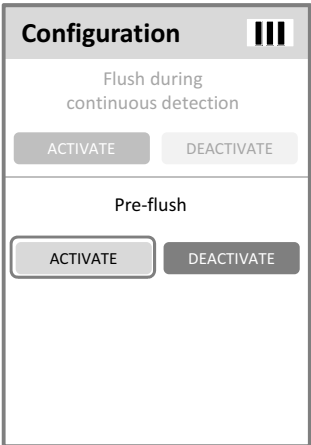 Configuration
Flush during
continuous detection
ACTIVATE DEACTIVATE
Pre-flush
ACTIVATE DEACTIVATE